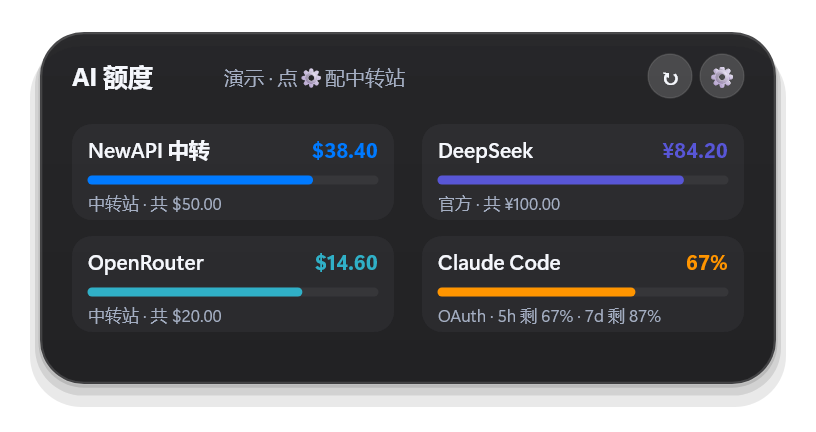 AI 额度
演示 · 点 ⚙ 配中转站
↻ ⚙
NewAPI 中转 $38.40
中转站 · 共 $50.00
DeepSeek ¥84.20
官方 · 共 ¥100.00
OpenRouter $14.60
中转站 · 共 $20.00
Claude Code 67%
OAuth · 5h 剩 67% · 7d 剩 87%